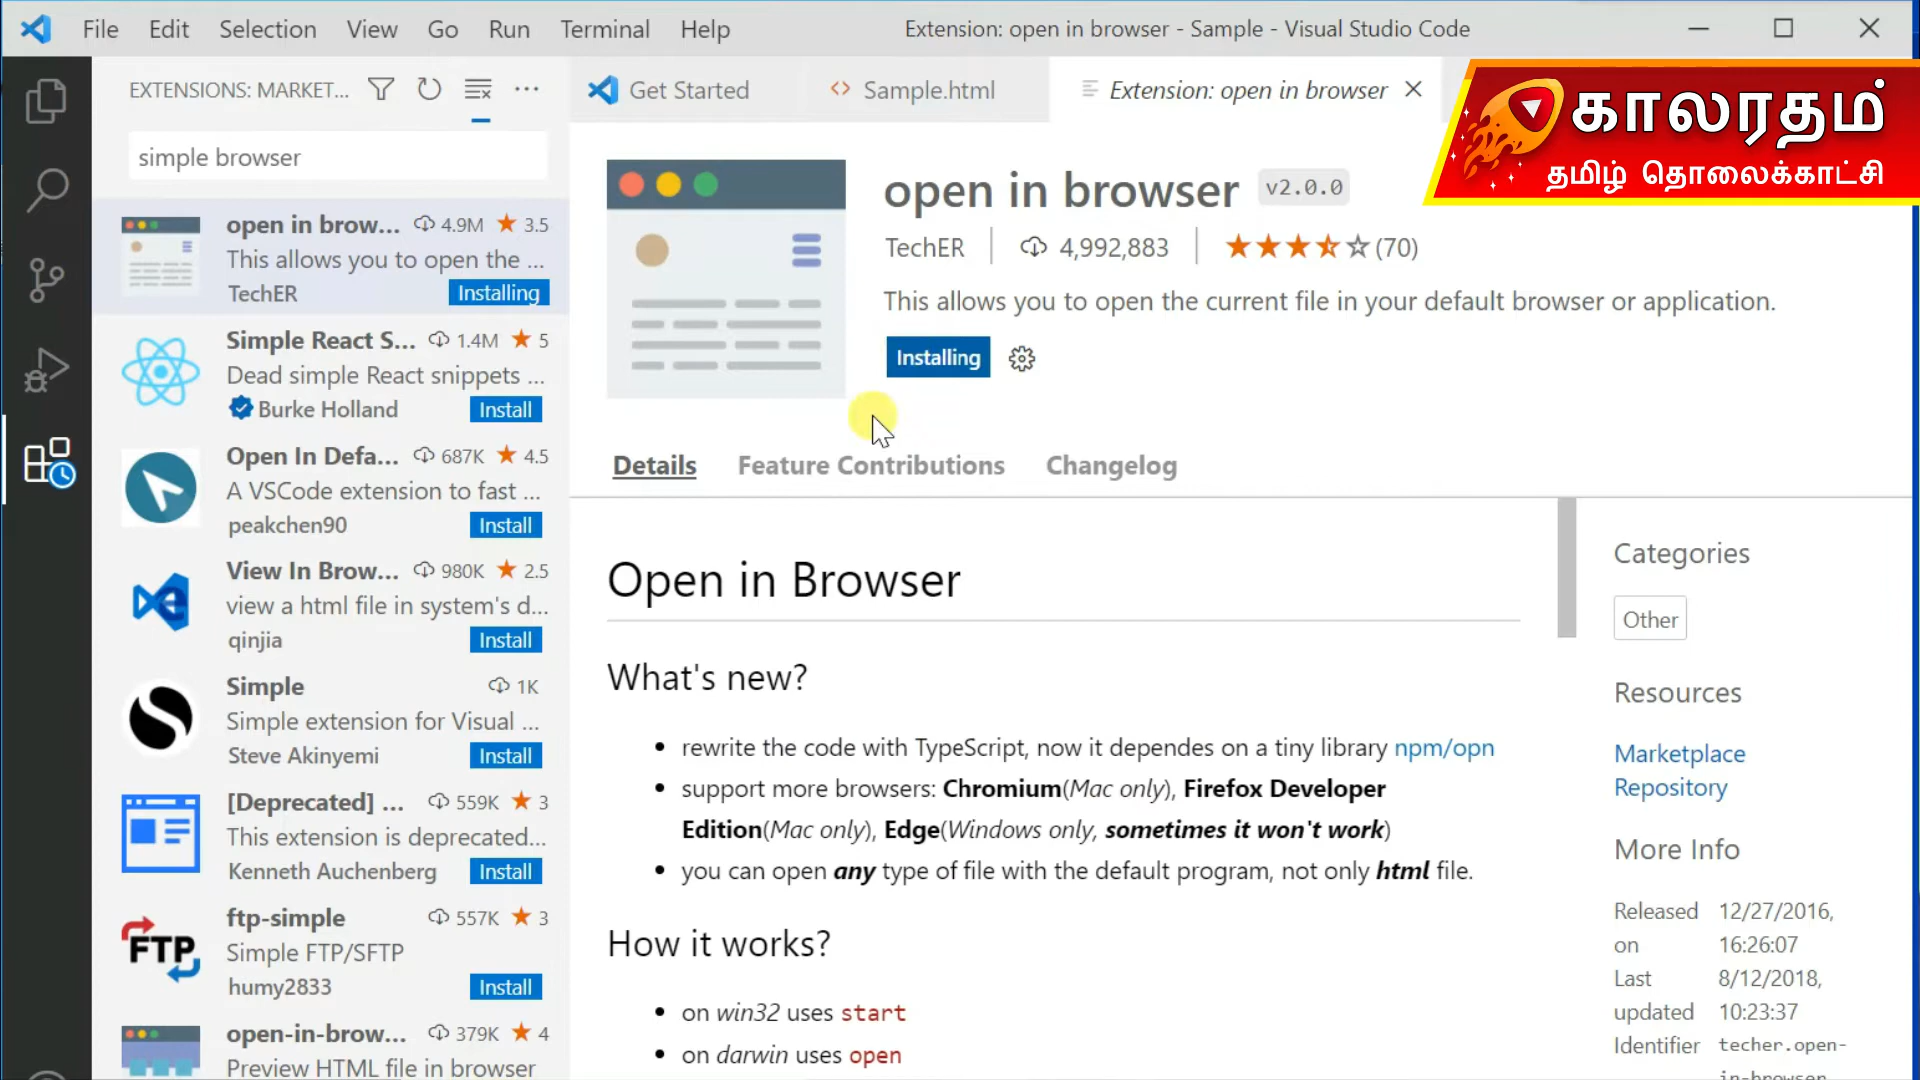 File Edit Selection View Go Run Terminal Help Extension: open in browser - Sample - Visual Studio Code
EXTENSIONS: MARKET...
simple browser
open in brow... 4.9M 3.5
This allows you to open the ...
TechER Installing
Simple React S... 1.4M 5
Dead simple React snippets ...
Burke Holland Install
Open In Defa... 687K 4.5
A VSCode extension to fast ...
peakchen90 Install
View In Brow... 980K 2.5
view a html file in system's d...
qinjia Install
Simple 1K
Simple extension for Visual ...
Steve Akinyemi Install
[Deprecated] ... 559K 3
This extension is deprecated...
Kenneth Auchenberg Install
FTP
ftp-simple 557K 3
Simple FTP/SFTP
humy2833 Install
open-in-brow... 379K 4
Preview HTML file in browser
Get Started Sample.html Extension: open in browser
காலரதம்
தமிழ் தொலைக்காட்சி
open in browser v2.0.0
TechER 4,992,883 (70)
This allows you to open the current file in your default browser or application.
Installing
Details Feature Contributions Changelog
Open in Browser
What's new?
• rewrite the code with TypeScript, now it dependes on a tiny library npm/opn
• support more browsers: Chromium(Mac only), Firefox Developer
Edition(Mac only), Edge(Windows only, sometimes it won't work)
• you can open any type of file with the default program, not only html file.
How it works?
• on win32 uses start
• on darwin uses open
Categories
Other
Resources
Marketplace
Repository
More Info
Released 12/27/2016,
on 16:26:07
Last 8/12/2018,
updated 10:23:37
Identifier techer.open-
in-browser